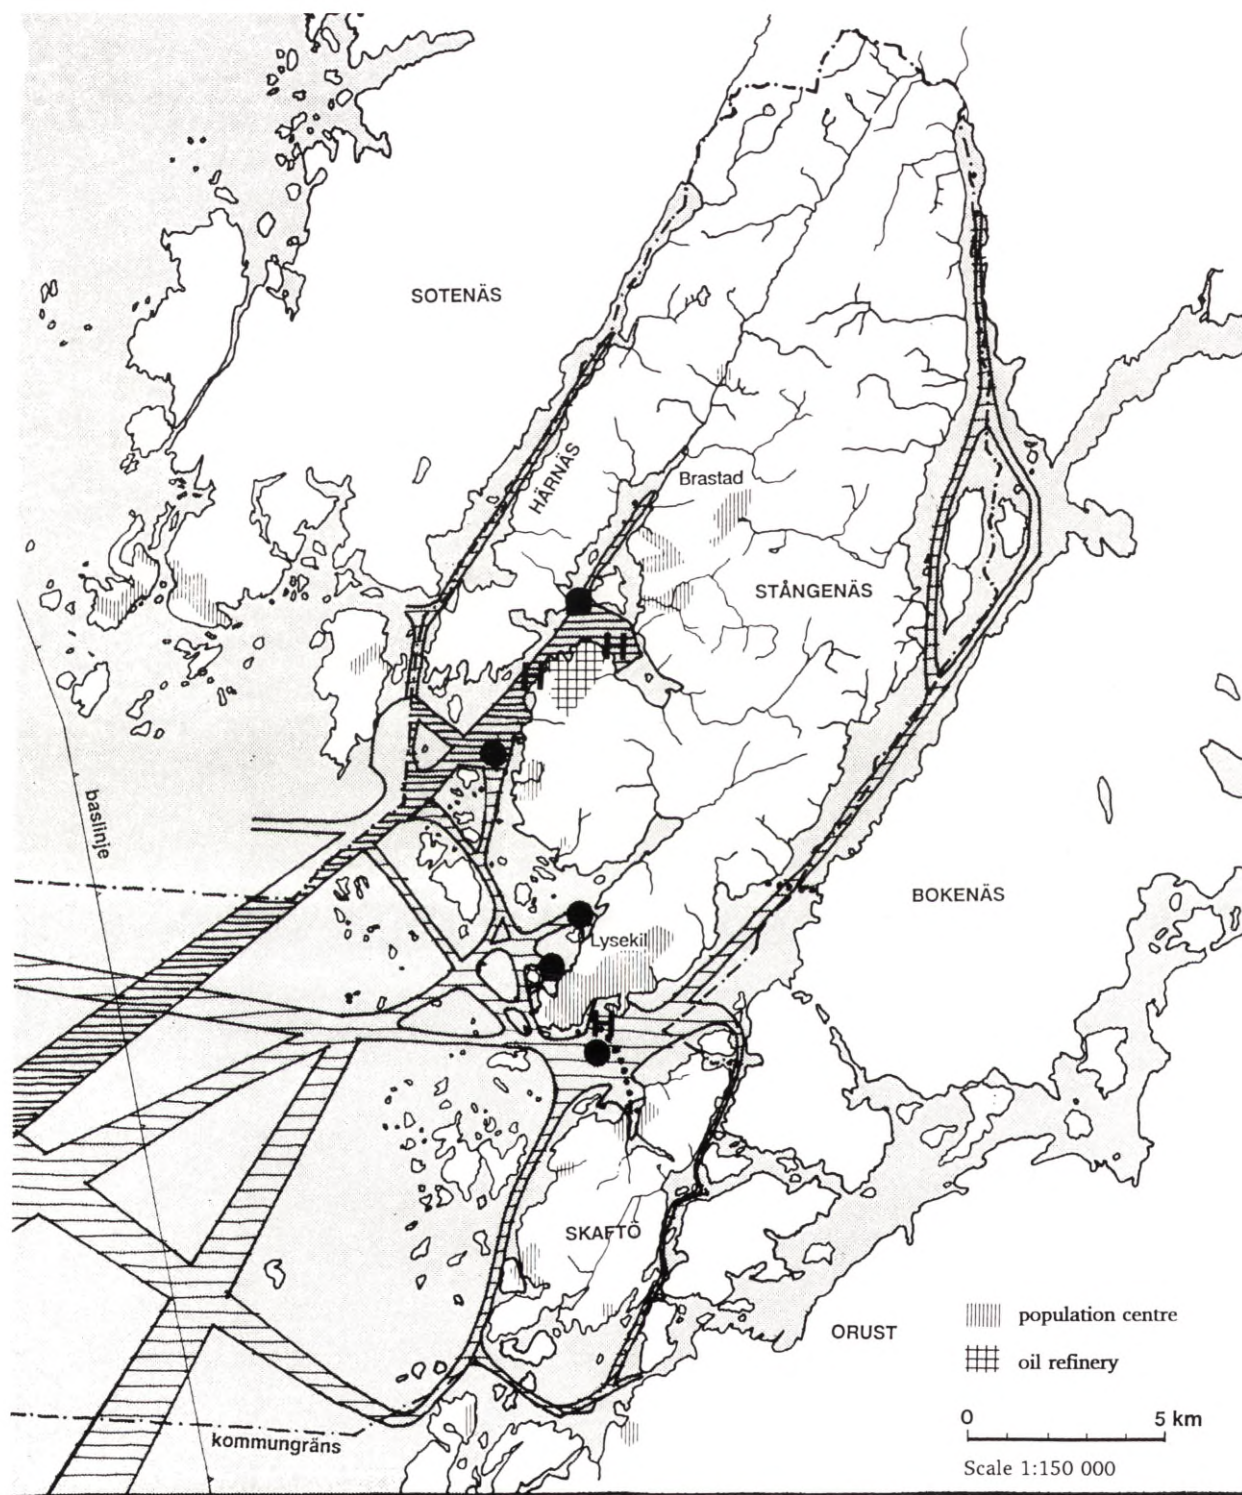 SOTENÄS
HÄRNÄS
Brastad
STÅNGENÄS
baslinje
BOKENÄS
Lysekil
SKAFTÖ
ORUST
population centre
oil refinery
kommungräns
0 5 km
Scale 1:150 000
H
H
H